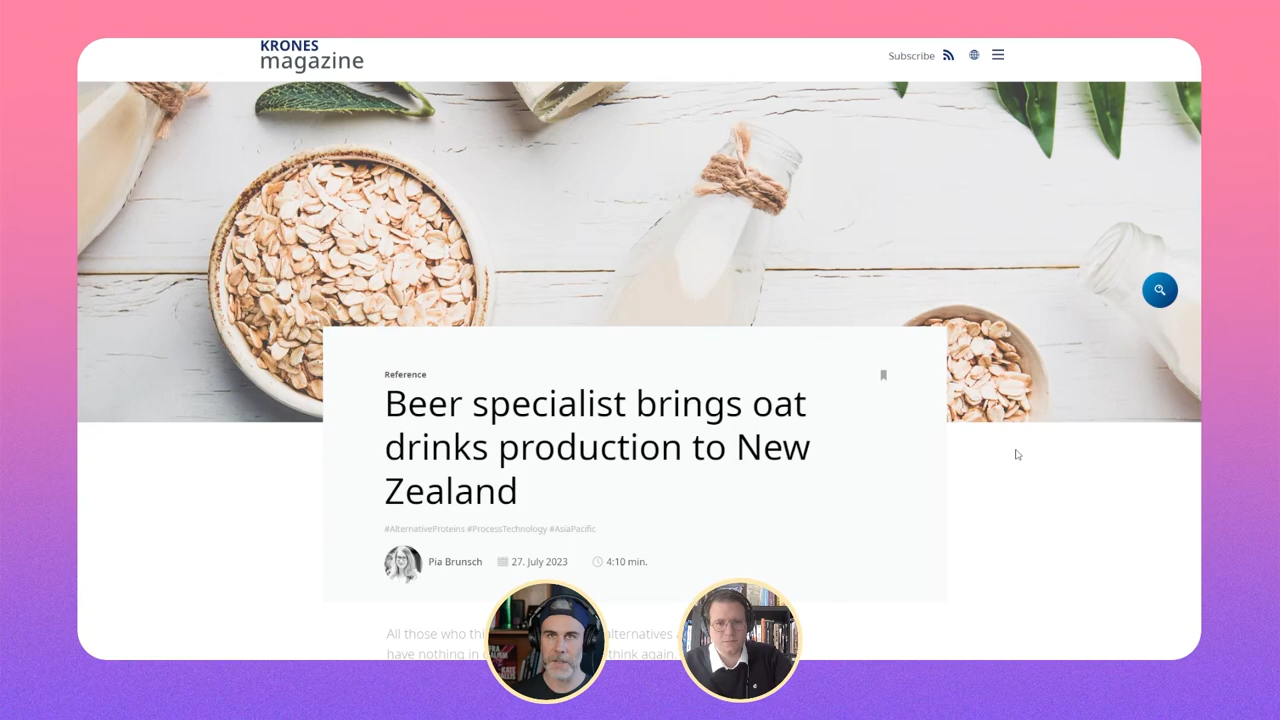 KRONES
magazine
Subscribe
Reference
Beer specialist brings oat
drinks production to New
Zealand
#AlternativeProteins #ProcessTechnology #AsiaPacific
Pia Brunsch 27. July 2023 4:10 min.
All those who alternatives
have nothing in think again.